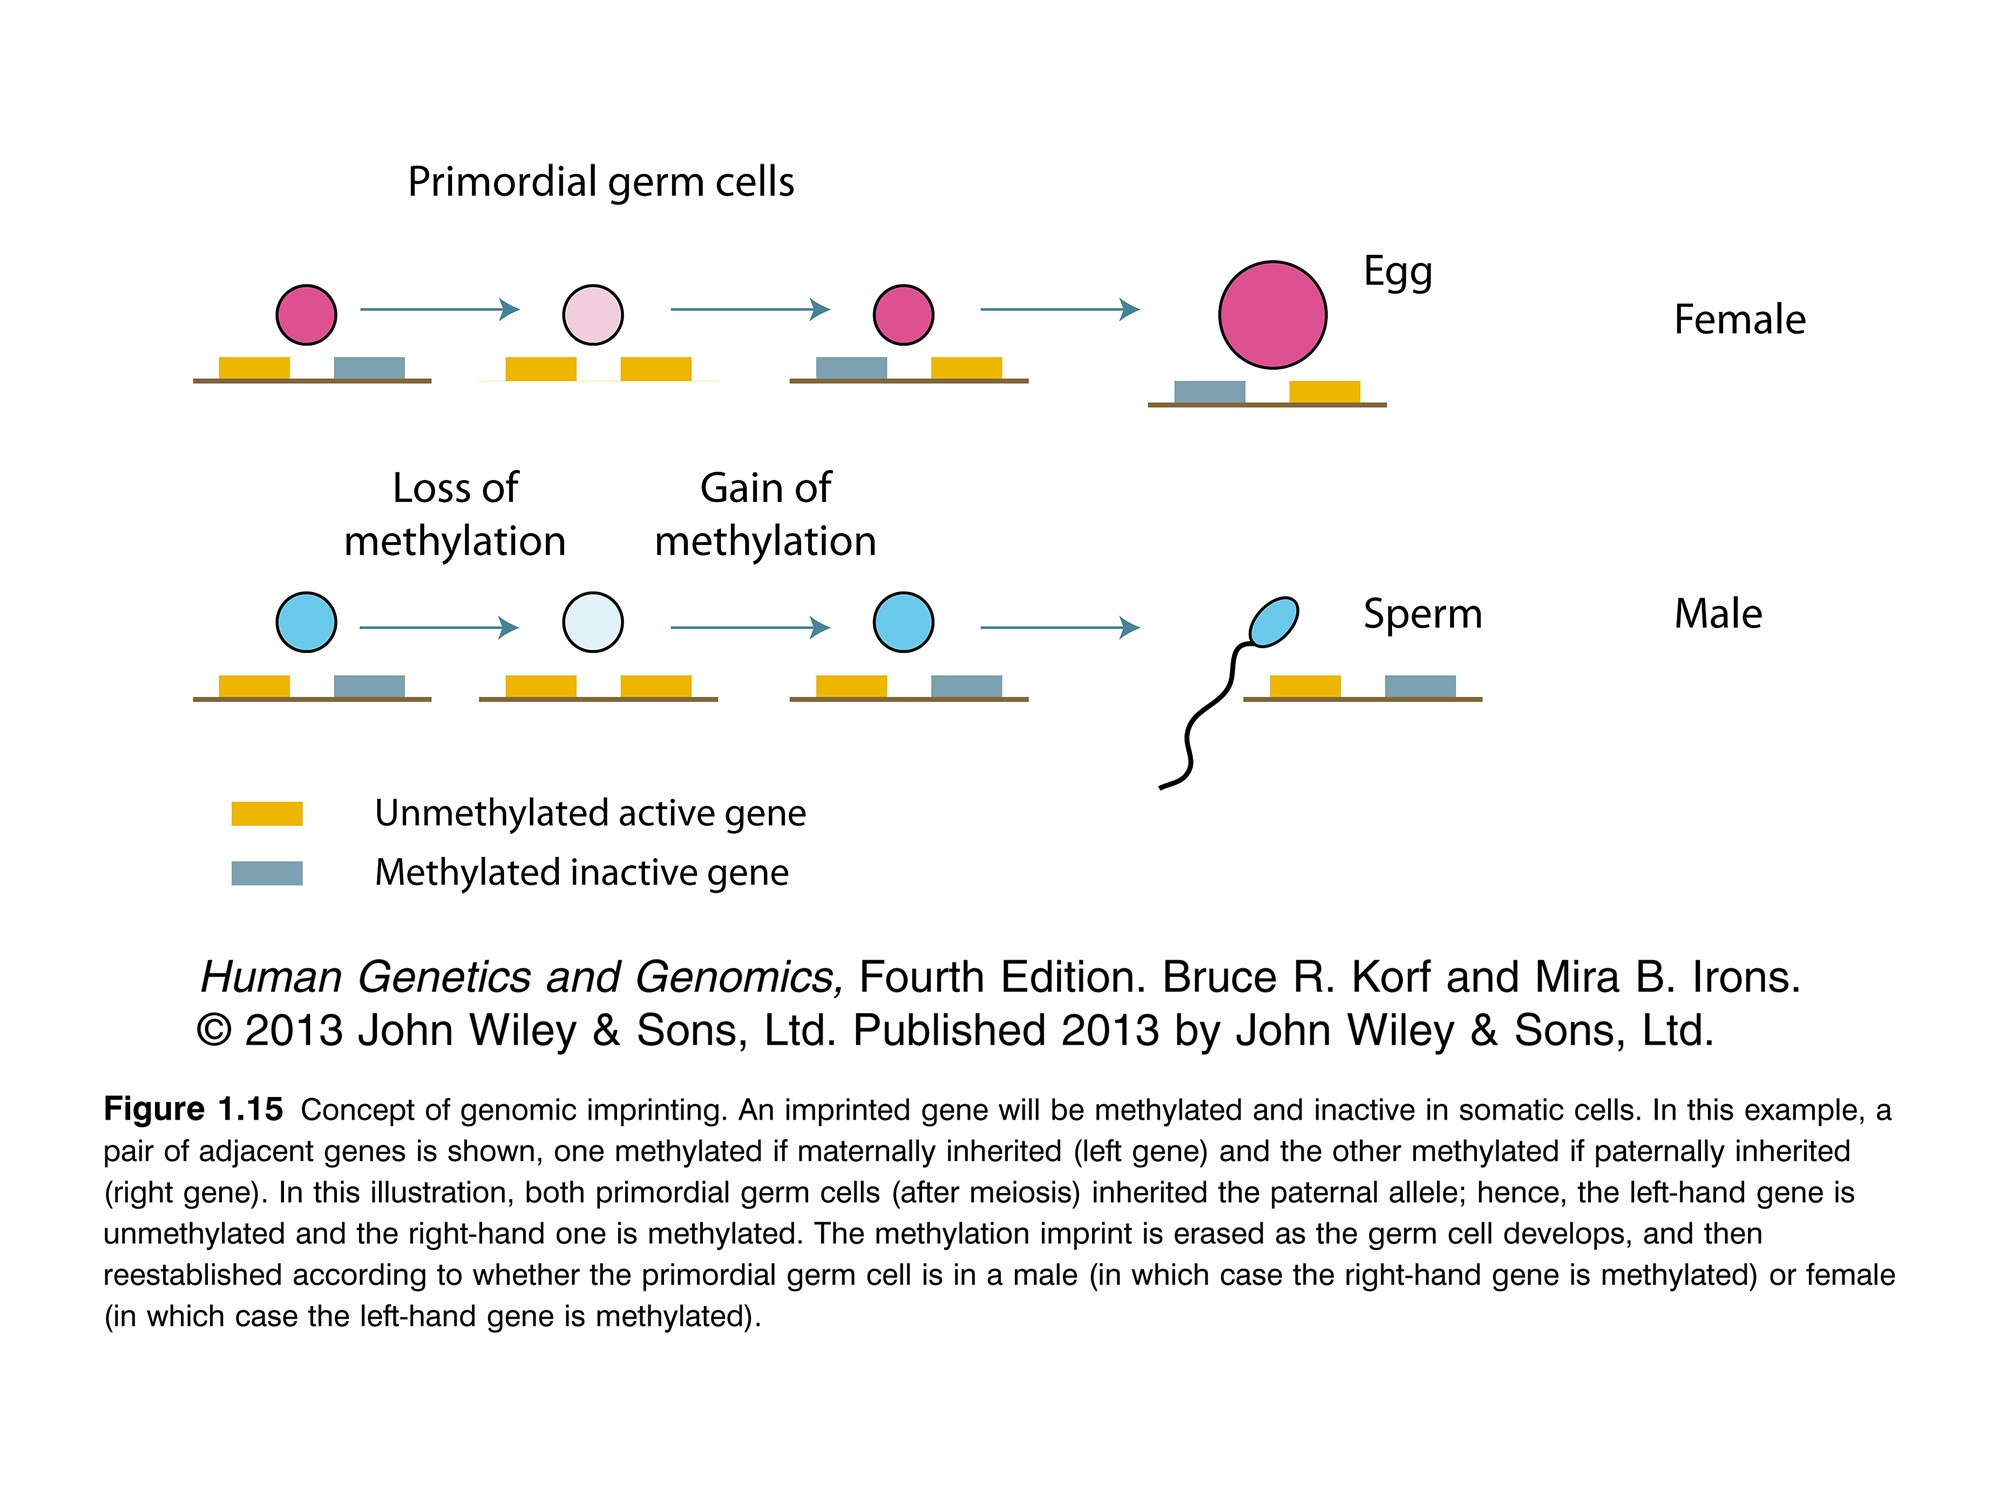 Primordial germ cells
Egg
Female
Loss of
methylation
Gain of
methylation
Sperm
Male
Unmethylated active gene
Methylated inactive gene
Human Genetics and Genomics, Fourth Edition. Bruce R. Korf and Mira B. Irons.
© 2013 John Wiley & Sons, Ltd. Published 2013 by John Wiley & Sons, Ltd.
Figure 1.15 Concept of genomic imprinting. An imprinted gene will be methylated and inactive in somatic cells. In this example, a
pair of adjacent genes is shown, one methylated if maternally inherited (left gene) and the other methylated if paternally inherited
(right gene). In this illustration, both primordial germ cells (after meiosis) inherited the paternal allele; hence, the left-hand gene is
unmethylated and the right-hand one is methylated. The methylation imprint is erased as the germ cell develops, and then
reestablished according to whether the primordial germ cell is in a male (in which case the right-hand gene is methylated) or female
(in which case the left-hand gene is methylated).